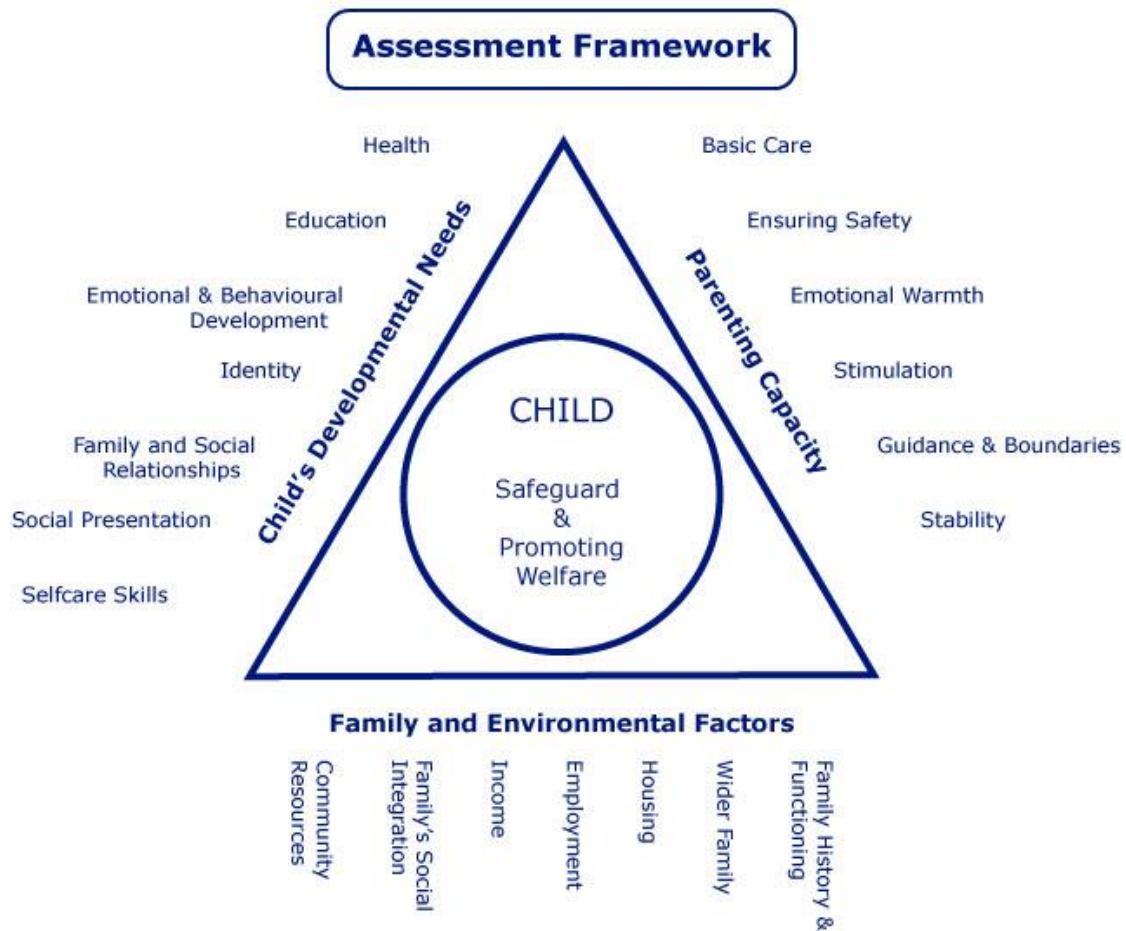 Assessment Framework
Health
Education
Emotional & Behavioural
Development
Identity
Family and Social
Relationships
Social Presentation
Selfcare Skills
Child's Developmental Needs
CHILD
Safeguard
&
Promoting
Welfare
Parenting Capacity
Basic Care
Ensuring Safety
Emotional Warmth
Stimulation
Guidance & Boundaries
Stability
Family and Environmental Factors
Community
Resources
Family's Social
Integration
Income
Employment
Housing
Wider Family
Family History &
Functioning